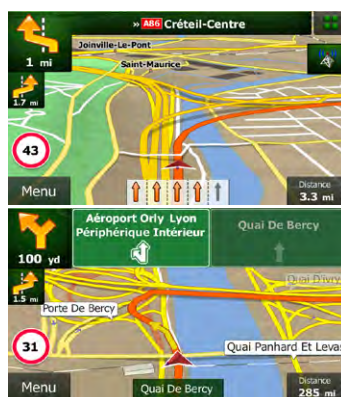 » A86 Créteil-Centre
Joinville-Le-Pont
1 mi
Saint-Maurice
1.7 mi
43
Menu
Distance
3.3 mi
Aéroport Orly Lyon
Périphérique Intérieur
Quai De Bercy
100 yd
Quai D'Ivry
1.5 mi
Porte De Bercy
31
Quai Panhard Et Levas
Menu
Quai De Bercy
Distance
285 mi